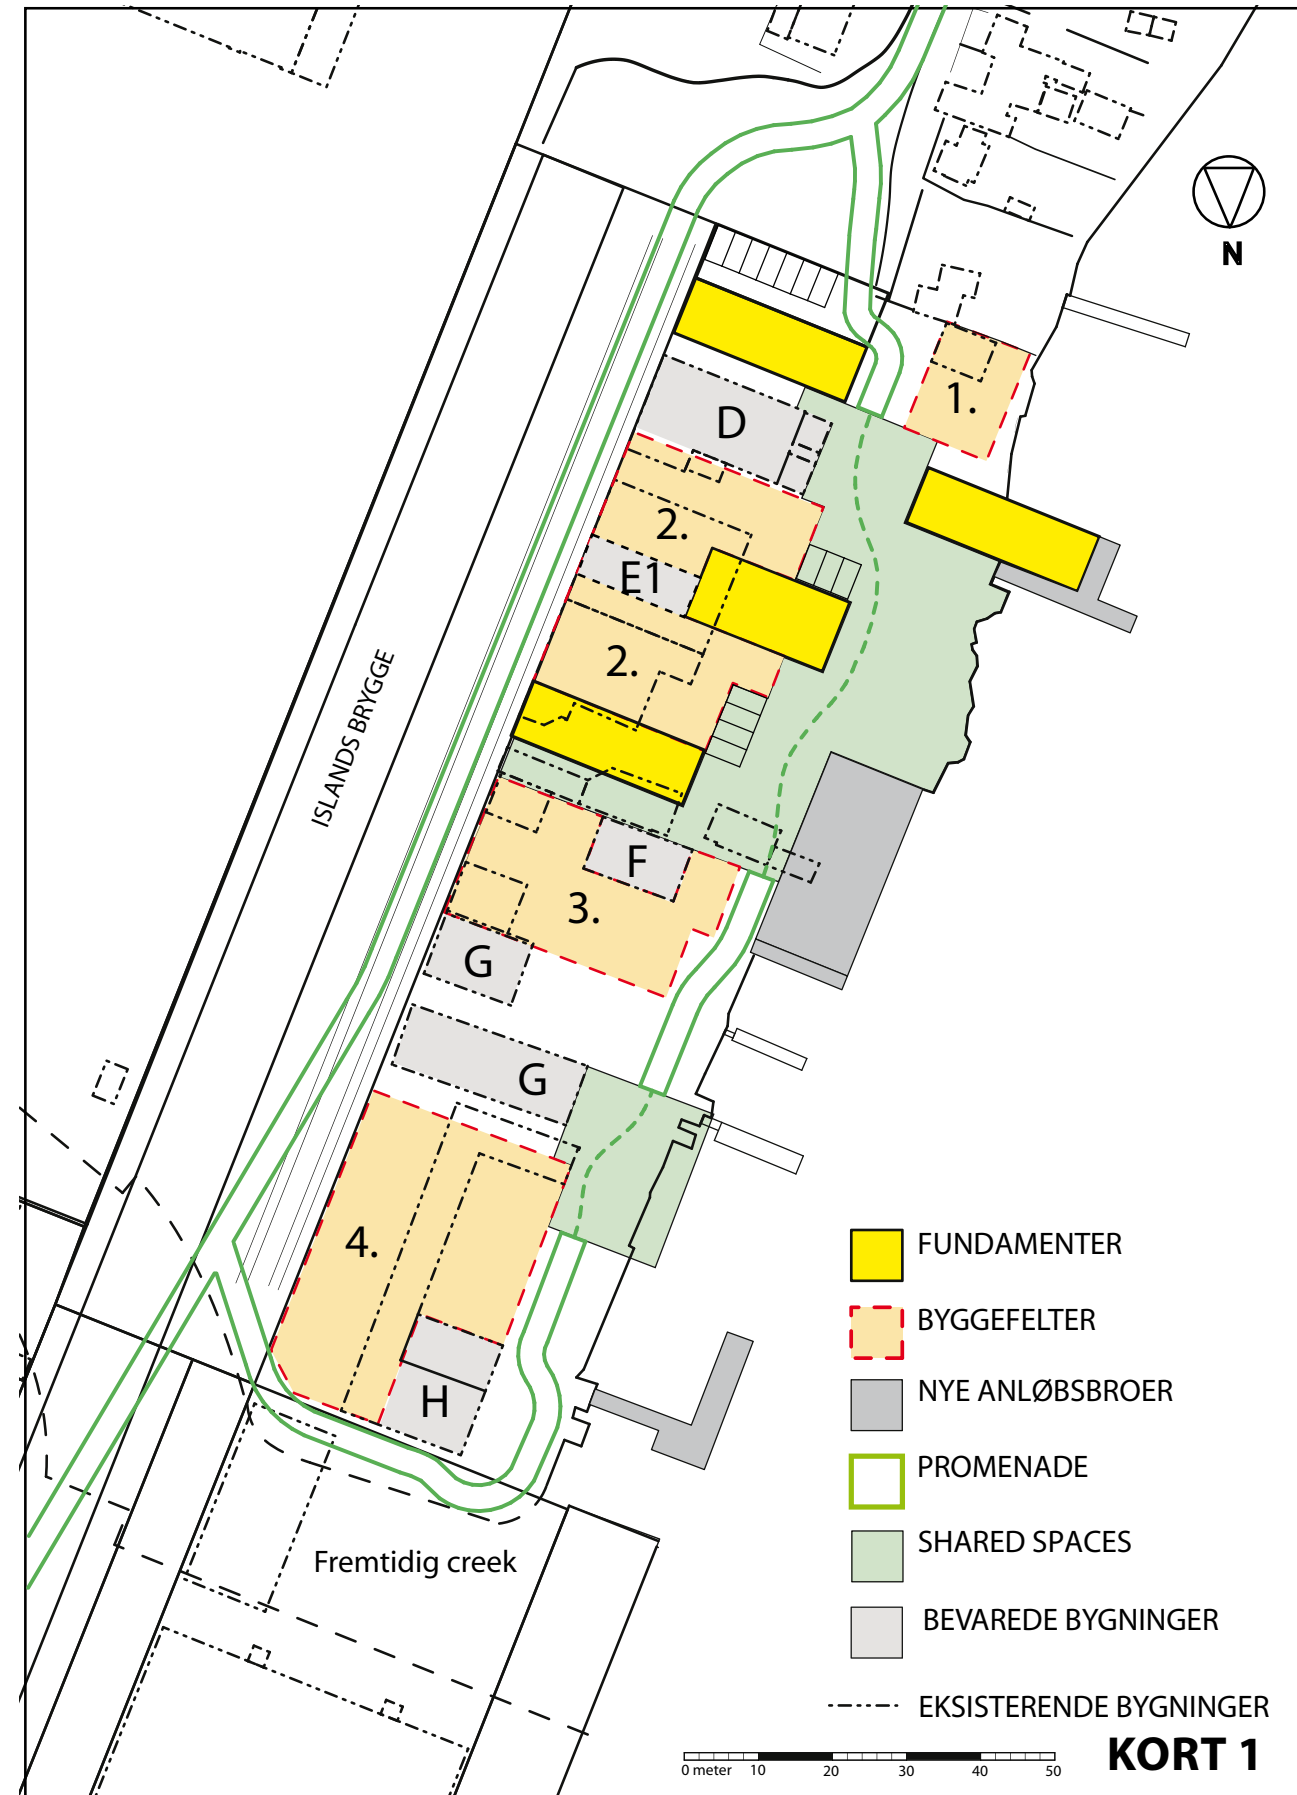 N
1.
D
2.
E1
2.
ISLANDS BRYGGE
F
3.
G
G
4.
H
Fremtidig creek
FUNDAMENTER
BYGGEFELTER
NYE ANLØBSBROER
PROMENADE
SHARED SPACES
BEVAREDE BYGNINGER
EKSISTERENDE BYGNINGER
KORT 1
0 meter 10 20 30 40 50